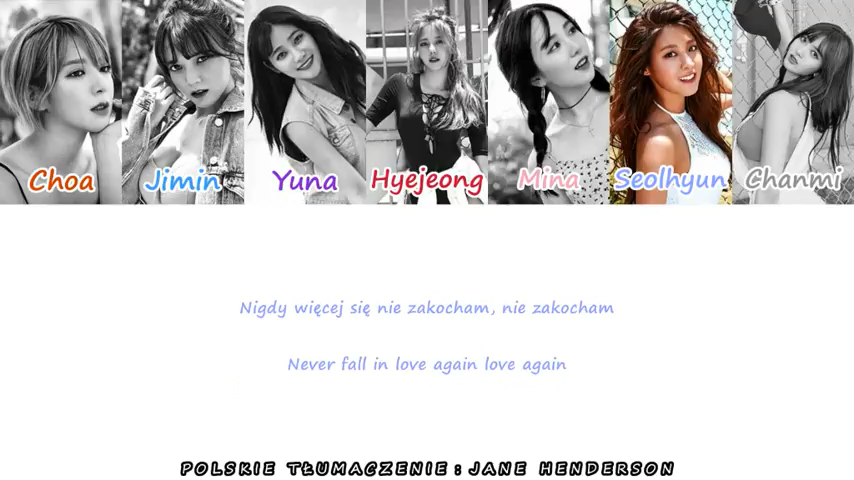 Choa Jimin Yuna Hyejeong Mina Seolhyun Chanmi
Nigdy więcej się nie zakocham, nie zakocham
Never fall in love again love again
POLSKIE TŁUMACZENIE : JANE HENDERSON